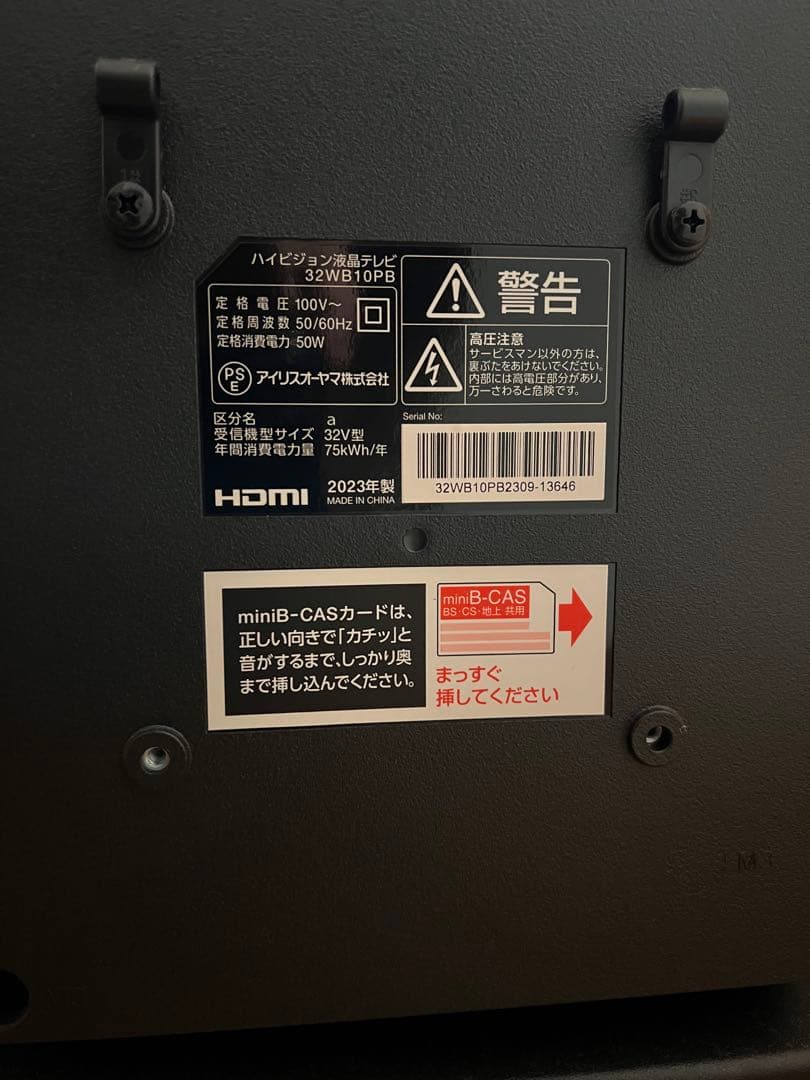 ハイビジョン液晶テレビ
32WB10PB
定格電圧 100V～
定格周波数 50/60Hz
定格消費電力 50W
PS
E
アイリスオーヤマ株式会社
警告
高圧注意
サービスマン以外の方は、
裏ぶたをあけないでください。
内部には高電圧部分があり、
万一さわると危険です。
区分名 a
受信機型サイズ 32V型
年間消費電力量 75kWh/年
HDMI
2023年製
MADE IN CHINA
Serial No:
32WB10PB2309-13646
miniB-CASカードは、
正しい向きで「カチッ」と
音がするまで、しっかり奥
まで挿し込んでください。
miniB-CAS
BS・CS・地上 共用
まっすぐ
挿してください